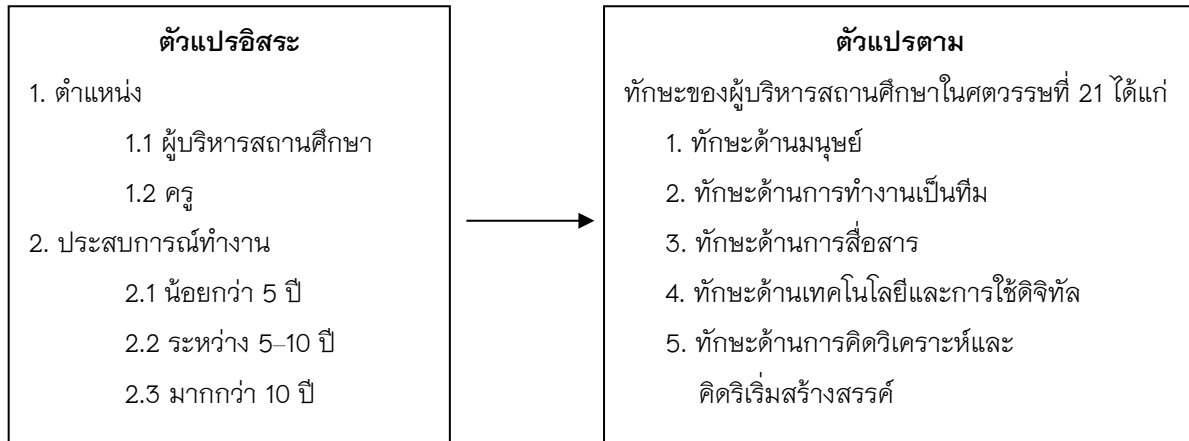 ตัวแปรอิสระ
1. ตำแหน่ง
1.1 ผู้บริหารสถานศึกษา
1.2 ครู
2. ประสบการณ์ทำงาน
2.1 น้อยกว่า 5 ปี
2.2 ระหว่าง 5–10 ปี
2.3 มากกว่า 10 ปี
ตัวแปรตาม
ทักษะของผู้บริหารสถานศึกษาในศตวรรษที่ 21 ได้แก่
1. ทักษะด้านมนุษย์
2. ทักษะด้านการทำงานเป็นทีม
3. ทักษะด้านการสื่อสาร
4. ทักษะด้านเทคโนโลยีและการใช้ดิจิทัล
5. ทักษะด้านการคิดวิเคราะห์และ
คิดริเริ่มสร้างสรรค์